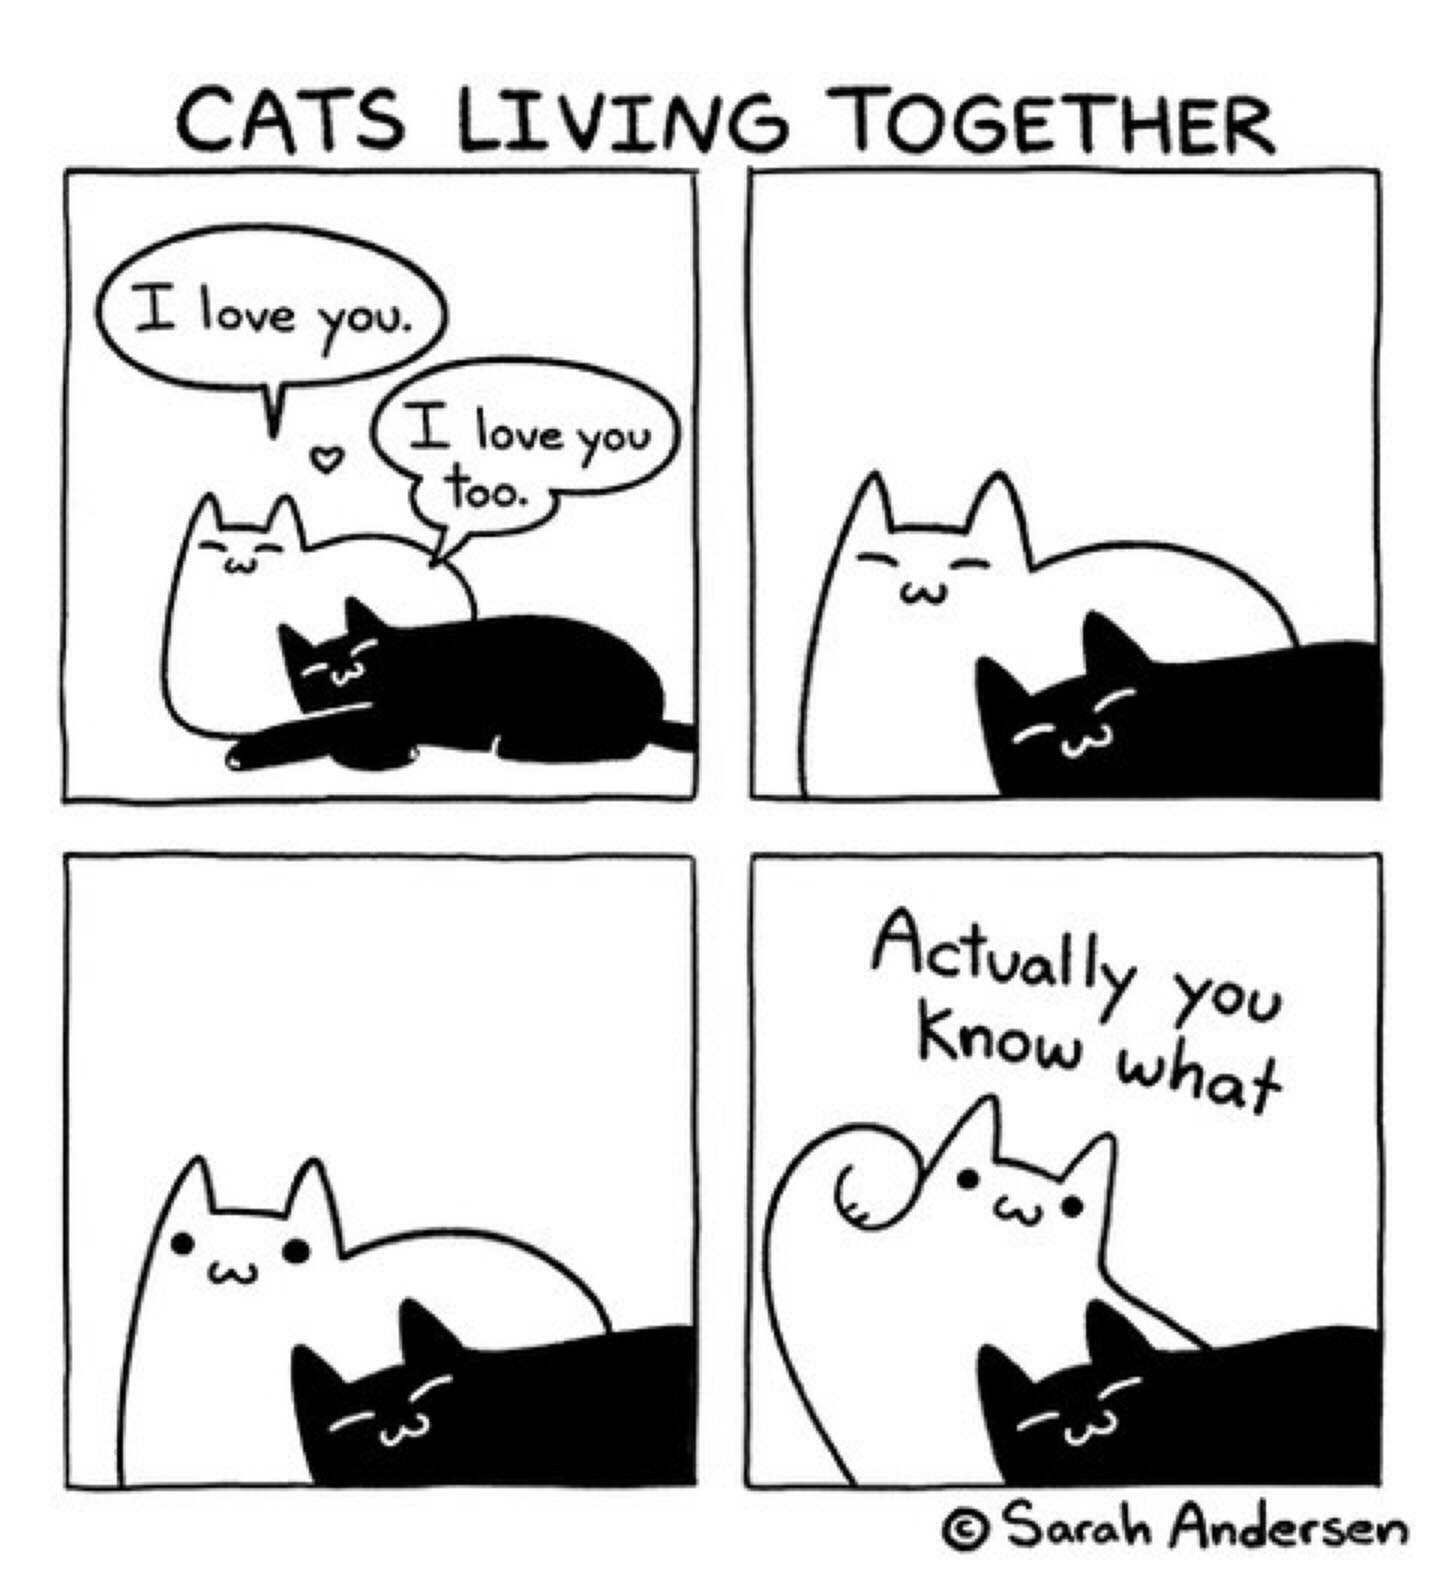 CATS LIVING TOGETHER
I love you.
I love you
too.
Actually you
know what
© Sarah Andersen